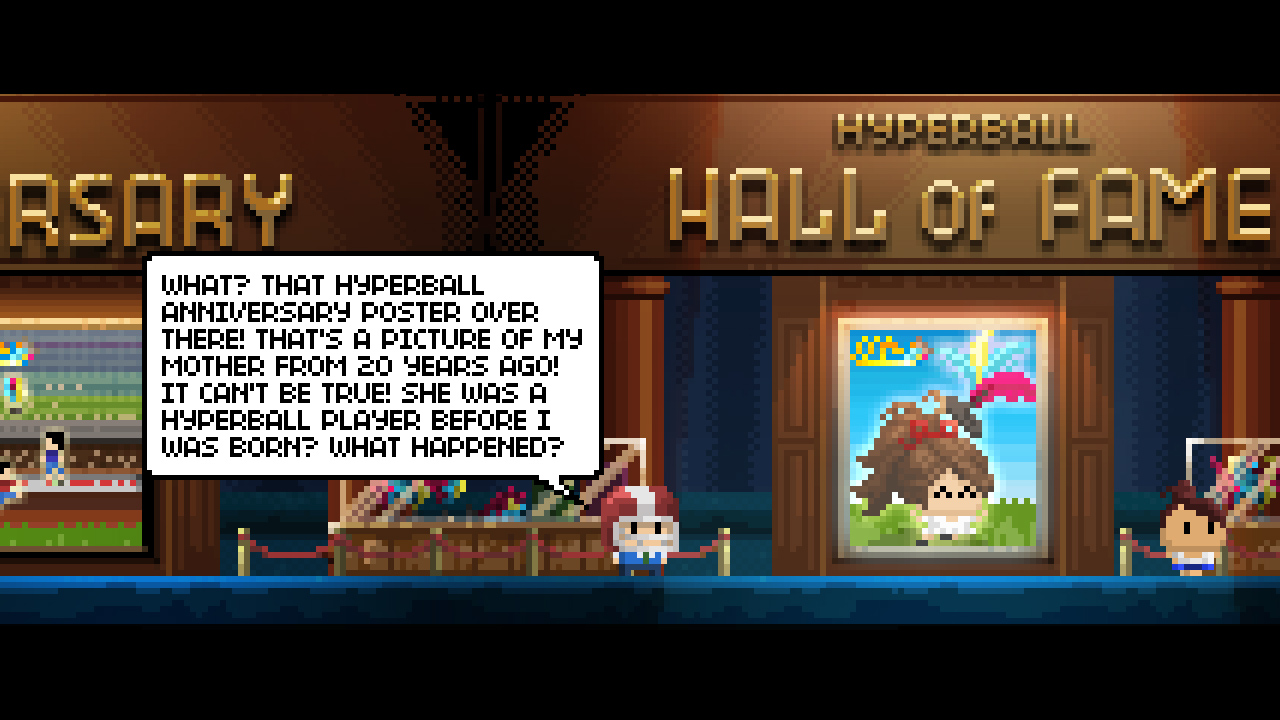 HYPERBALL
RSARY
HALL OF FAME
WHAT? THAT HYPERBALL
ANNIVERSARY POSTER OVER
THERE! THAT'S A PICTURE OF MY
MOTHER FROM 20 YEARS AGO!
IT CAN'T BE TRUE! SHE WAS A
HYPERBALL PLAYER BEFORE I
WAS BORN? WHAT HAPPENED?